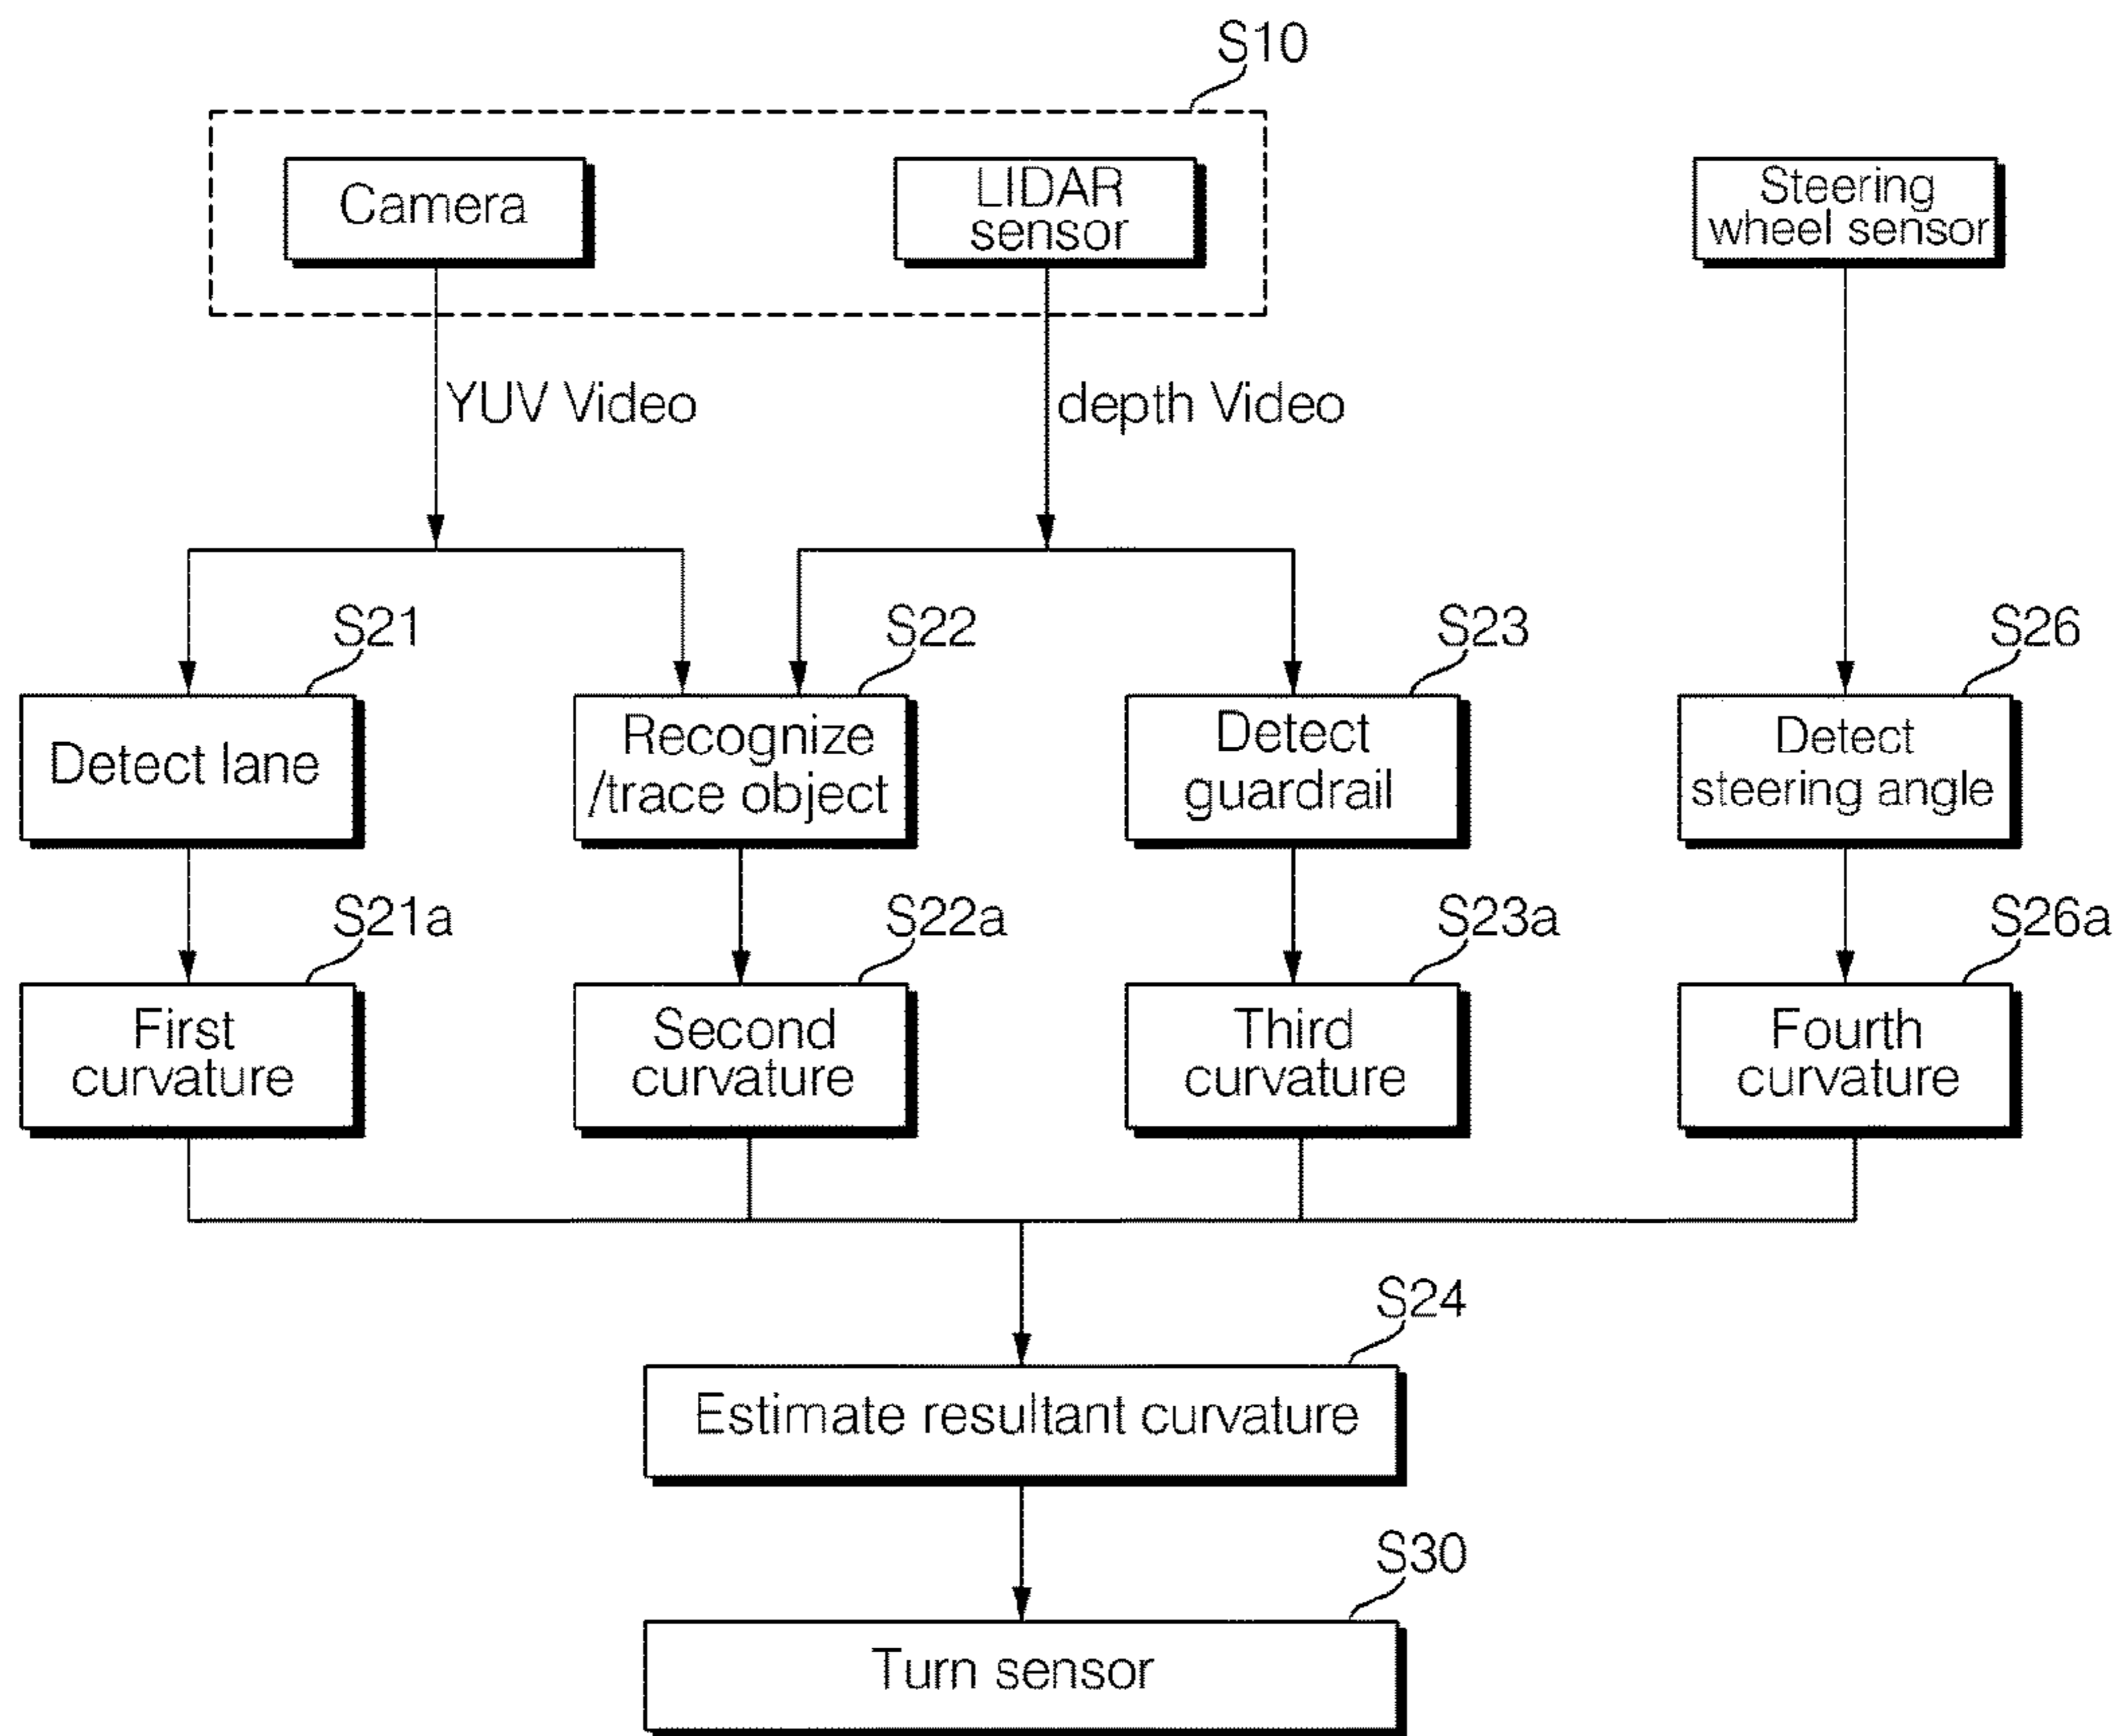 S10
Camera
LIDAR
sensor
Steering
wheel sensor
YUV Video
depth Video
S21
S22
S23
S26
Detect lane
Recognize
/trace object
Detect
guardrail
Detect
steering angle
S21a
S22a
S23a
S26a
First
curvature
Second
curvature
Third
curvature
Fourth
curvature
S24
Estimate resultant curvature
S30
Turn sensor